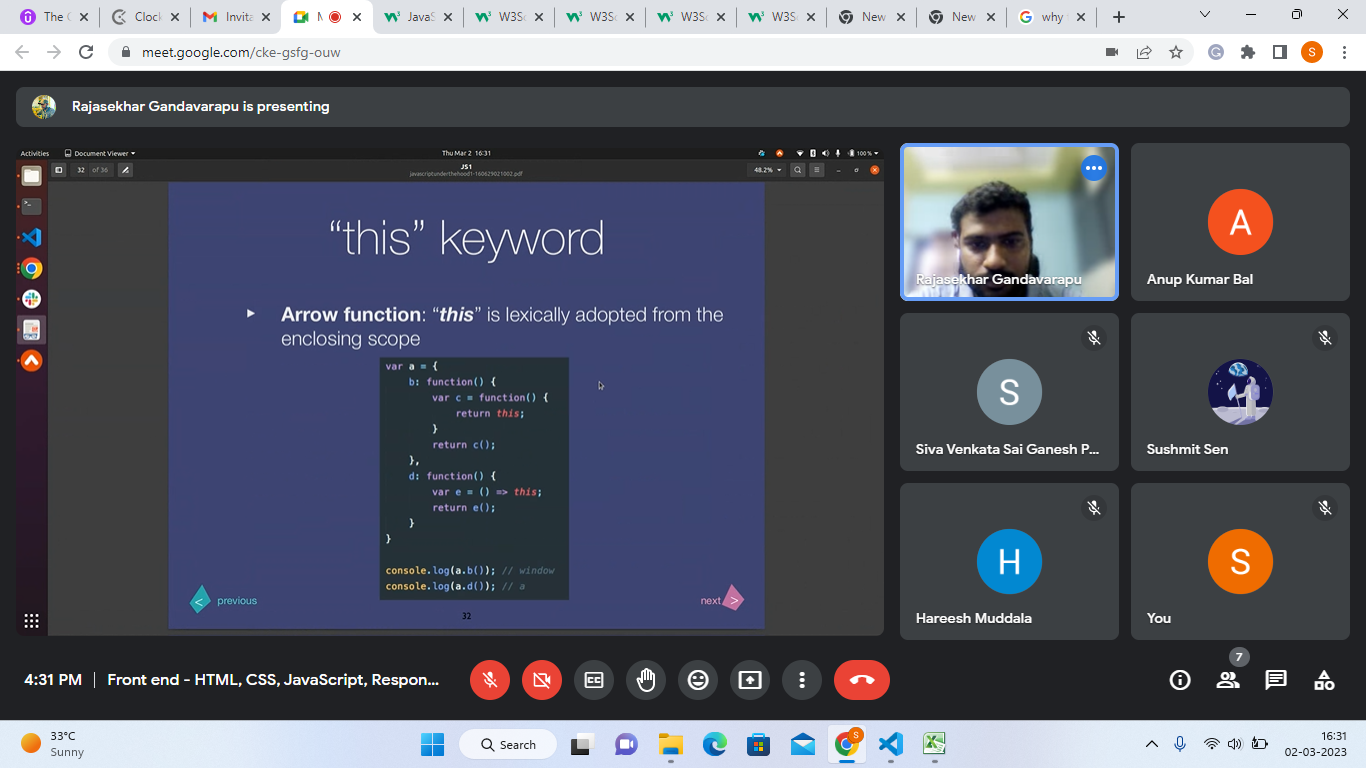 The
Clock
Invita
M
JavaS
W3Sc
W3Sc
W3Sc
W3Sc
New
New
why
meet.google.com/cke-gsfg-ouw
S
Rajasekhar Gandavarapu is presenting
Activities
Document Viewer
Thu Mar 2 16:31
100 %
32 of 36
JS1
javascriptunderthehood1-160629021002.pdf
48.2%
“this” keyword
Arrow function: “this” is lexically adopted from the
enclosing scope
var a = {
b: function() {
var c = function() {
return this;
}
return c();
},
d: function() {
var e = () => this;
return e();
}
}
console.log(a.b()); // window
console.log(a.d()); // a
< previous
next >
32
Rajasekhar Gandavarapu
A
Anup Kumar Bal
S
Siva Venkata Sai Ganesh P...
Sushmit Sen
H
Hareesh Muddala
S
You
4:31 PM | Front end - HTML, CSS, JavaScript, Respon...
7
33°C
Sunny
Search
S
16:31
02-03-2023